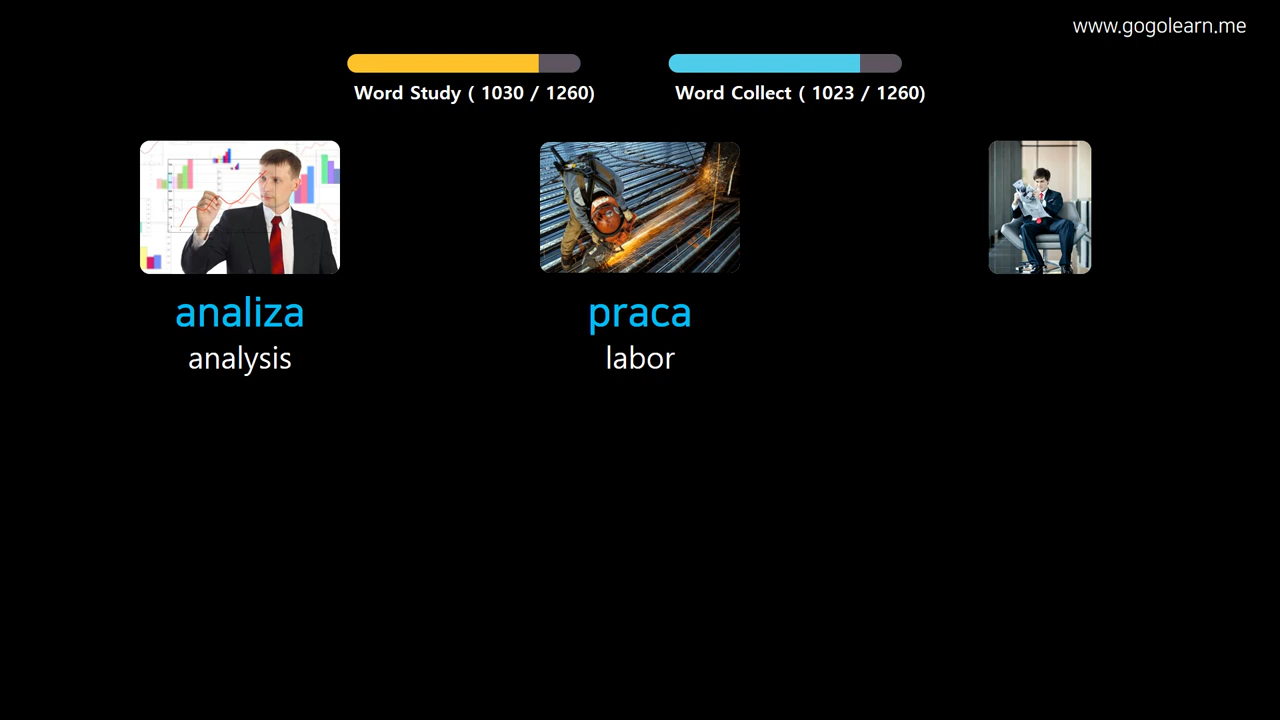 www.gogolearn.me
Word Study ( 1030 / 1260)
Word Collect ( 1023 / 1260)
analiza
praca
analysis
labor